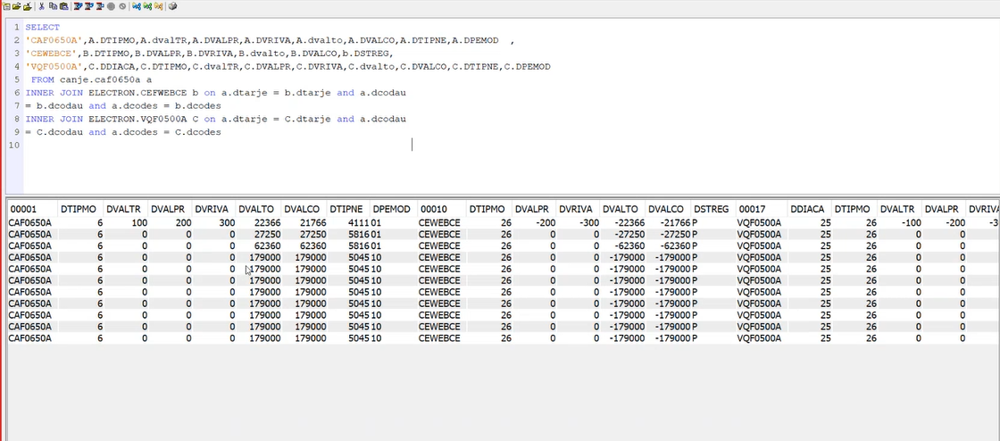 1 SELECT
2 'CAF0650A',A.DTIPMO,A.dvalTR,A.DVALPR,A.DVRIVA,A.dvalto,A.DVALCO,A.DTIPNE,A.DPEMOD ,
3 'CEWEBCE',B.DTIPMO,B.DVALPR,B.DVRIVA,B.dvalto,B.DVALCO,b.DSTREG,
4 'VQF0500A',C.DDIACA,C.DTIPMO,C.dvalTR,C.DVALPR,C.DVRIVA,C.dvalto,C.DVALCO,C.DTIPNE,C.DPEMOD
5 FROM canje.caf0650a a
6 INNER JOIN ELECTRON.CEFWEBCE b on a.dtarje = b.dtarje and a.dcodau
7 = b.dcodau and a.dcodes = b.dcodes
8 INNER JOIN ELECTRON.VQF0500A C on a.dtarje = C.dtarje and a.dcodau
9 = C.dcodau and a.dcodes = C.dcodes
10
00001 DTIPMO DVALTR DVALPR DVRIVA DVALTO DVALCO DTIPNE DPEMOD 00010 DTIPMO DVALPR DVRIVA DVALTO DVALCO DSTREG 00017 DDIACA DTIPMO DVALTR DVALPR DVRIVA
CAF0650A 6 100 200 300 22366 21766 4111 01 CEWEBCE 26 -200 -300 -22366 -21766 P VQF0500A 25 26 -100 -200 -3
CAF0650A 6 0 0 0 27250 27250 5816 01 CEWEBCE 26 0 0 -27250 -27250 P VQF0500A 25 26 0 0
CAF0650A 6 0 0 0 62360 62360 5816 01 CEWEBCE 26 0 0 -62360 -62360 P VQF0500A 25 26 0 0
CAF0650A 6 0 0 0 179000 179000 5045 10 CEWEBCE 26 0 0 -179000 -179000 P VQF0500A 25 26 0 0
CAF0650A 6 0 0 0 179000 179000 5045 10 CEWEBCE 26 0 0 -179000 -179000 P VQF0500A 25 26 0 0
CAF0650A 6 0 0 0 179000 179000 5045 10 CEWEBCE 26 0 0 -179000 -179000 P VQF0500A 25 26 0 0
CAF0650A 6 0 0 0 179000 179000 5045 10 CEWEBCE 26 0 0 -179000 -179000 P VQF0500A 25 26 0 0
CAF0650A 6 0 0 0 179000 179000 5045 10 CEWEBCE 26 0 0 -179000 -179000 P VQF0500A 25 26 0 0
CAF0650A 6 0 0 0 179000 179000 5045 10 CEWEBCE 26 0 0 -179000 -179000 P VQF0500A 25 26 0 0
CAF0650A 6 0 0 0 179000 179000 5045 10 CEWEBCE 26 0 0 -179000 -179000 P VQF0500A 25 26 0 0
CAF0650A 6 0 0 0 179000 179000 5045 10 CEWEBCE 26 0 0 -179000 -179000 P VQF0500A 25 26 0 0